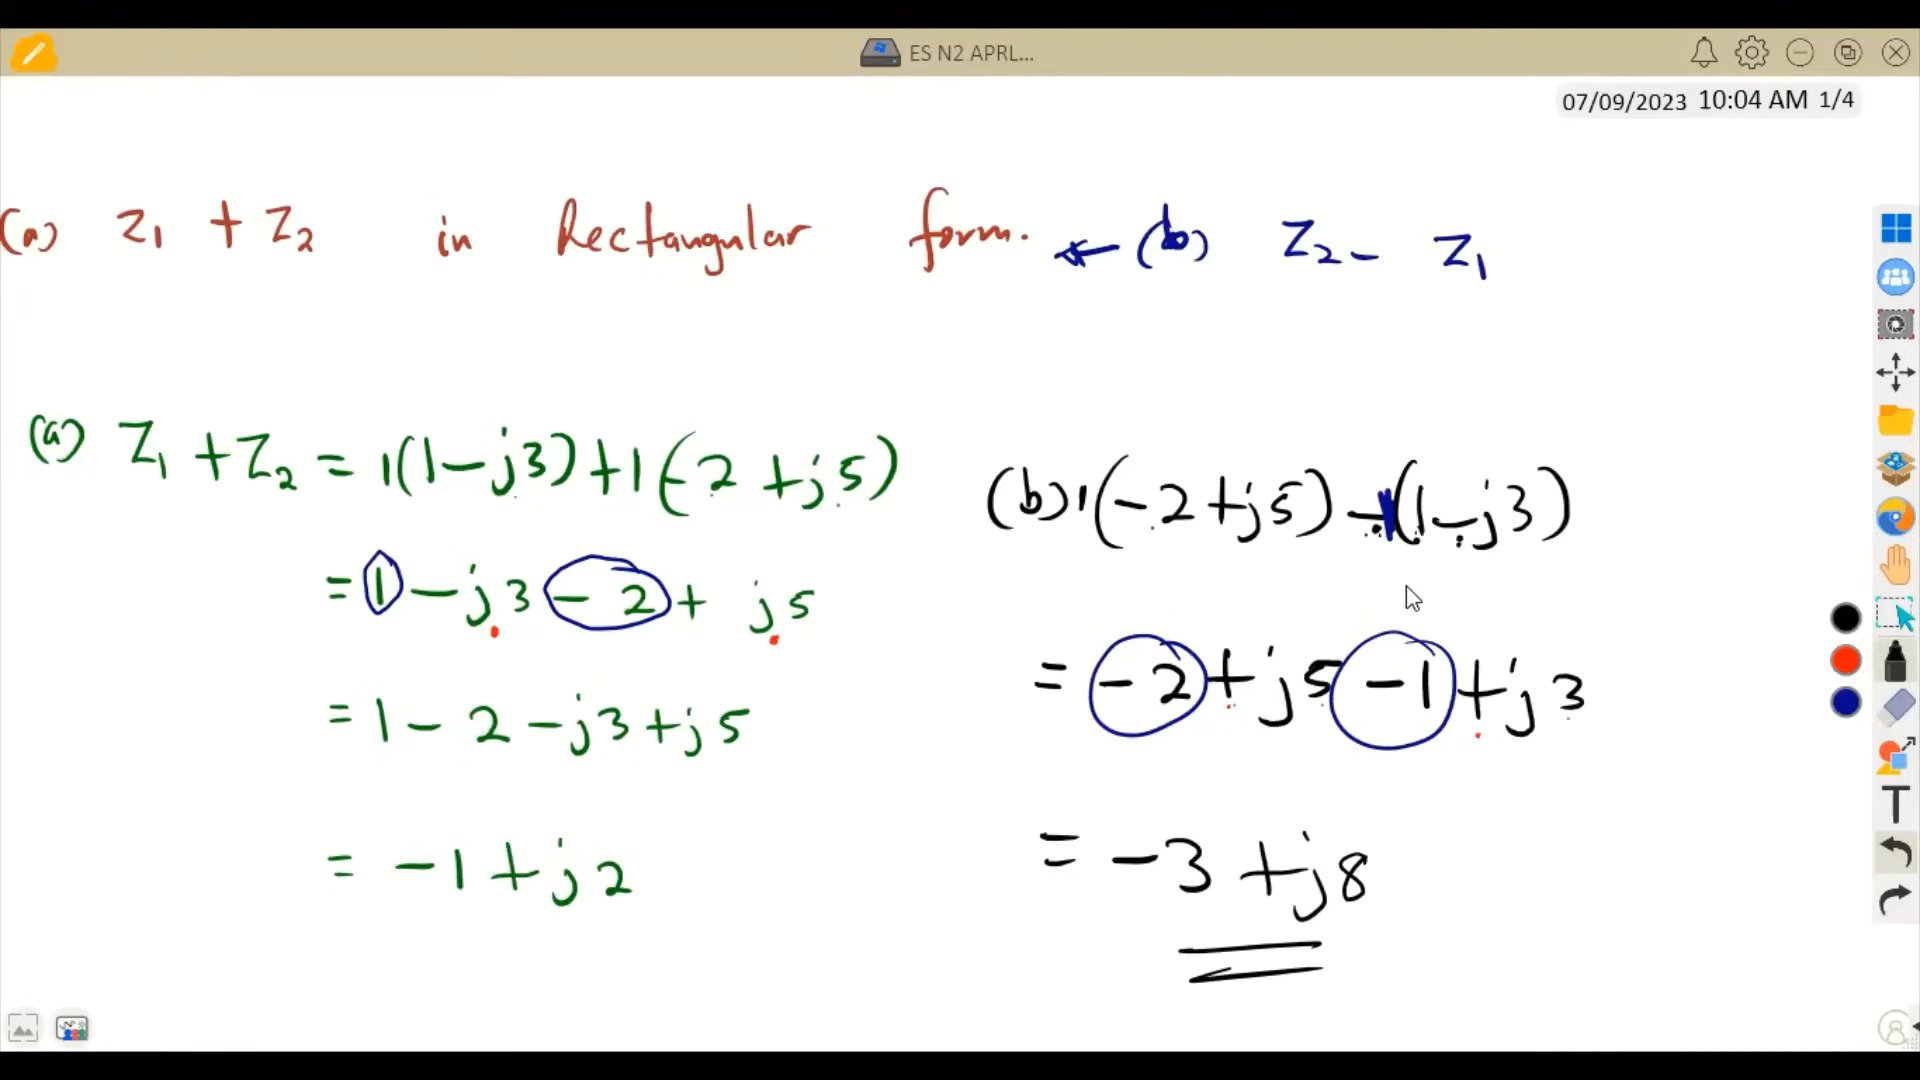 ES N2 APRL...
07/09/2023 10:04 AM 1/4
(a) Z₁ + Z₂ in Rectangular form. ← (b) Z₂ - Z₁
(a) Z₁ + Z₂ = 1(1-j3)+1(-2+j5)
= 1 - j3 - 2 + j5
= 1 - 2 - j3 + j5
= -1 + j2
(b) 1(-2+j5) -1(1-j3)
= -2 + j5 -1 + j3
= -3 + j8
T